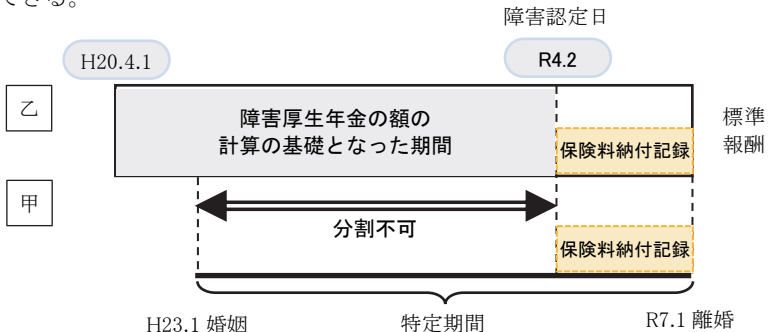 できる。
障害認定日
H20.4.1
R4.2
乙
障害厚生年金の額の
計算の基礎となった期間
保険料納付記録
標準
報酬
甲
分割不可
保険料納付記録
H23.1 婚姻
特定期間
R7.1 離婚